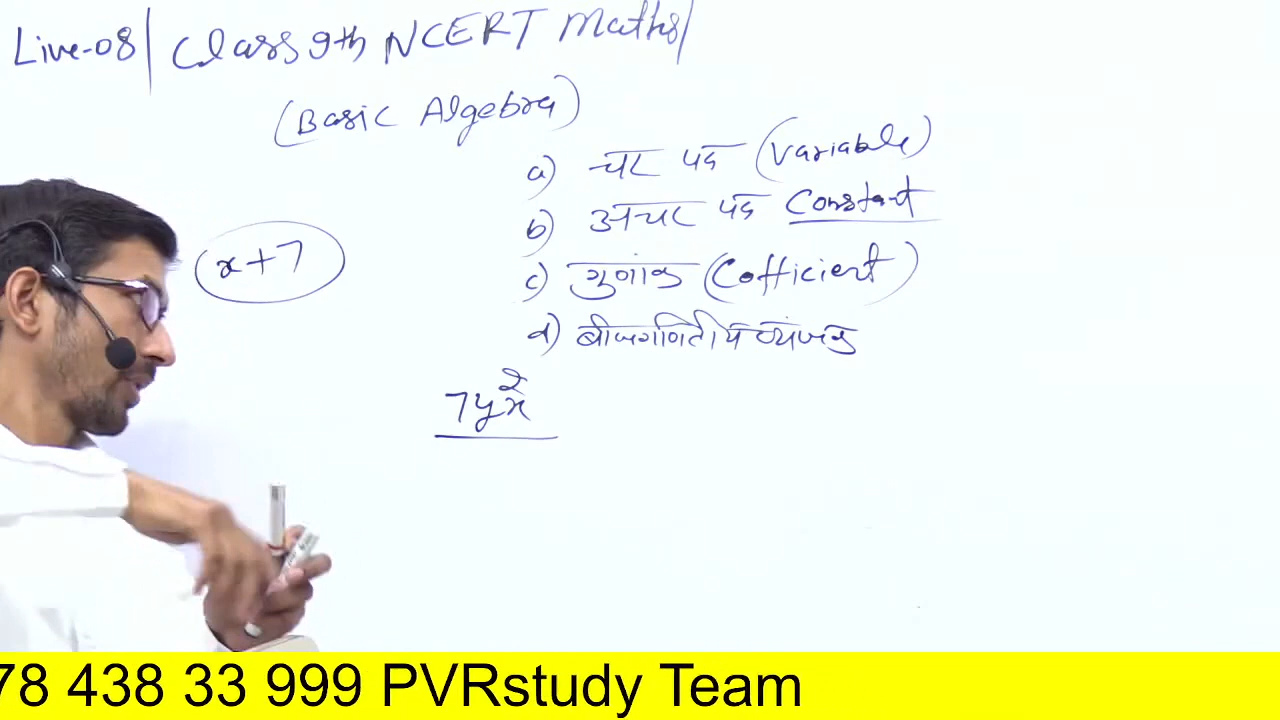 Live-08| Class 9th NCERT Maths|
(Basic Algebra)
a) चर पद (variable)
b) अचर पद Constant
x+7
c) गुणांक (Cofficient)
d) बीजगणितीय व्यंजक
7yx²
78 438 33 999 PVRstudy Team